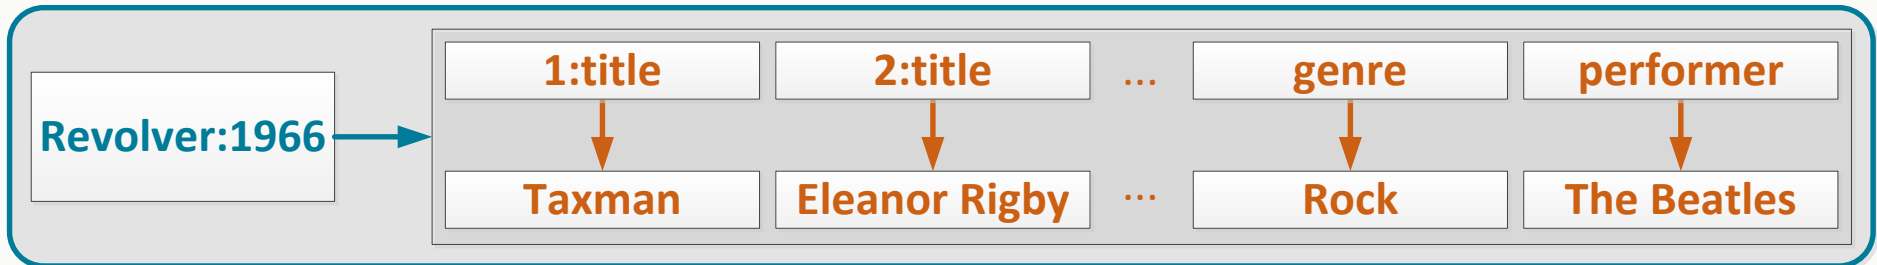 1:title 2:title ... genre performer
Revolver:1966
Taxman Eleanor Rigby ... Rock The Beatles